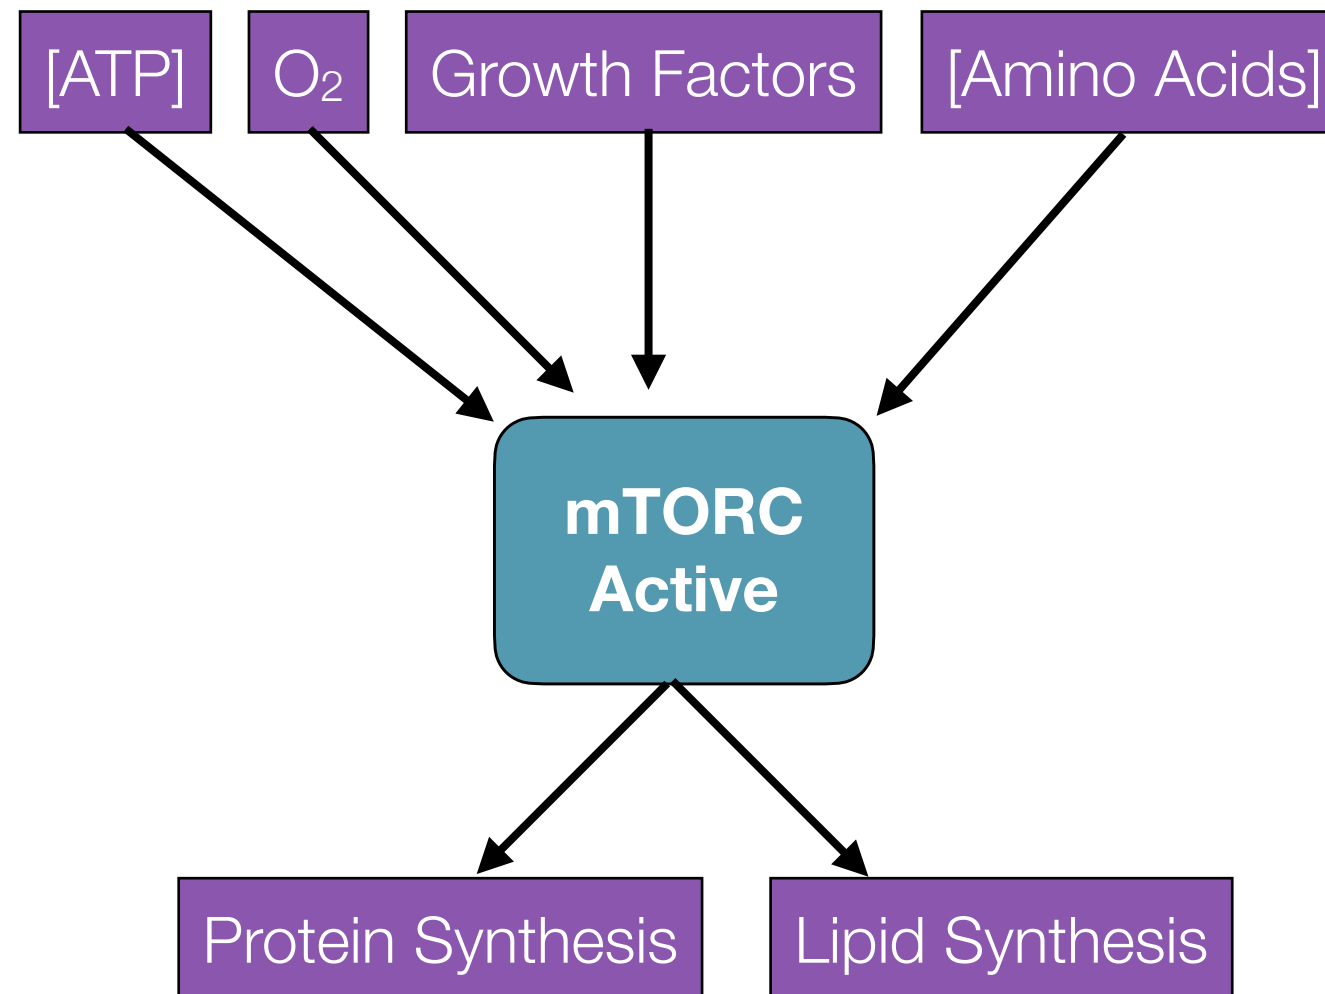 [ATP]
O₂
Growth Factors
[Amino Acids]
mTORC
Active
Protein Synthesis
Lipid Synthesis